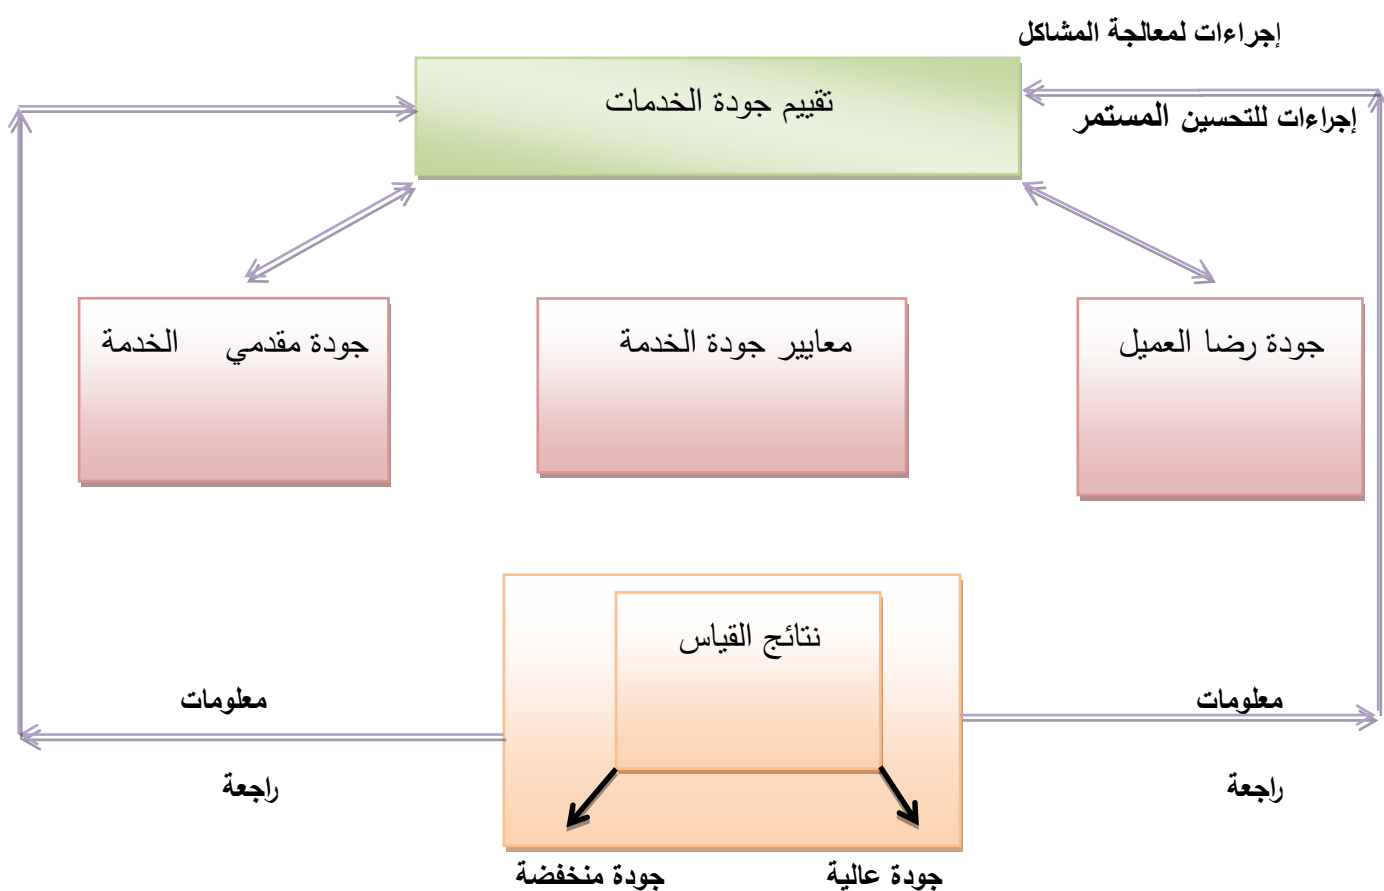 إجراءات لمعالجة المشاكل
تقييم جودة الخدمات
إجراءات للتحسين المستمر
جودة رضا العميل
معايير جودة الخدمة
جودة مقدمي الخدمة
نتائج القياس
معلومات
راجعة
معلومات
راجعة
جودة عالية
جودة منخفضة